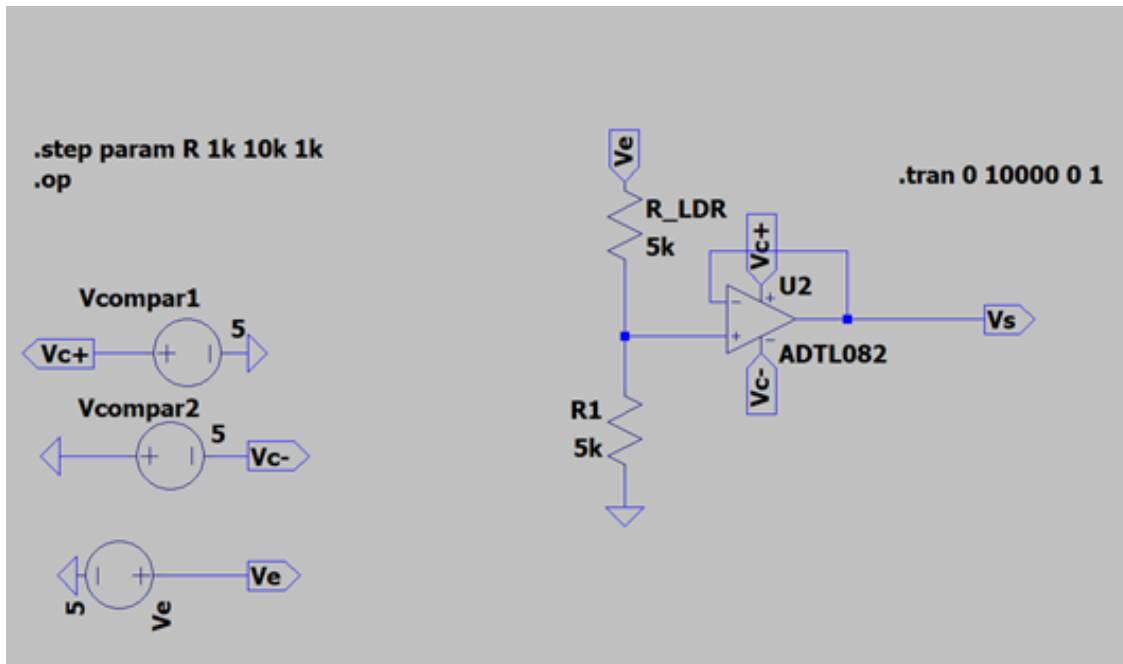 .step param R 1k 10k 1k
.op
Vcompar1
5
Vc+
Vcompar2
5
Vc-
Ve
5
Ve
Ve
R_LDR
5k
.tran 0 10000 0 1
Vc+
U2
Vs
ADTL082
Vc-
R1
5k